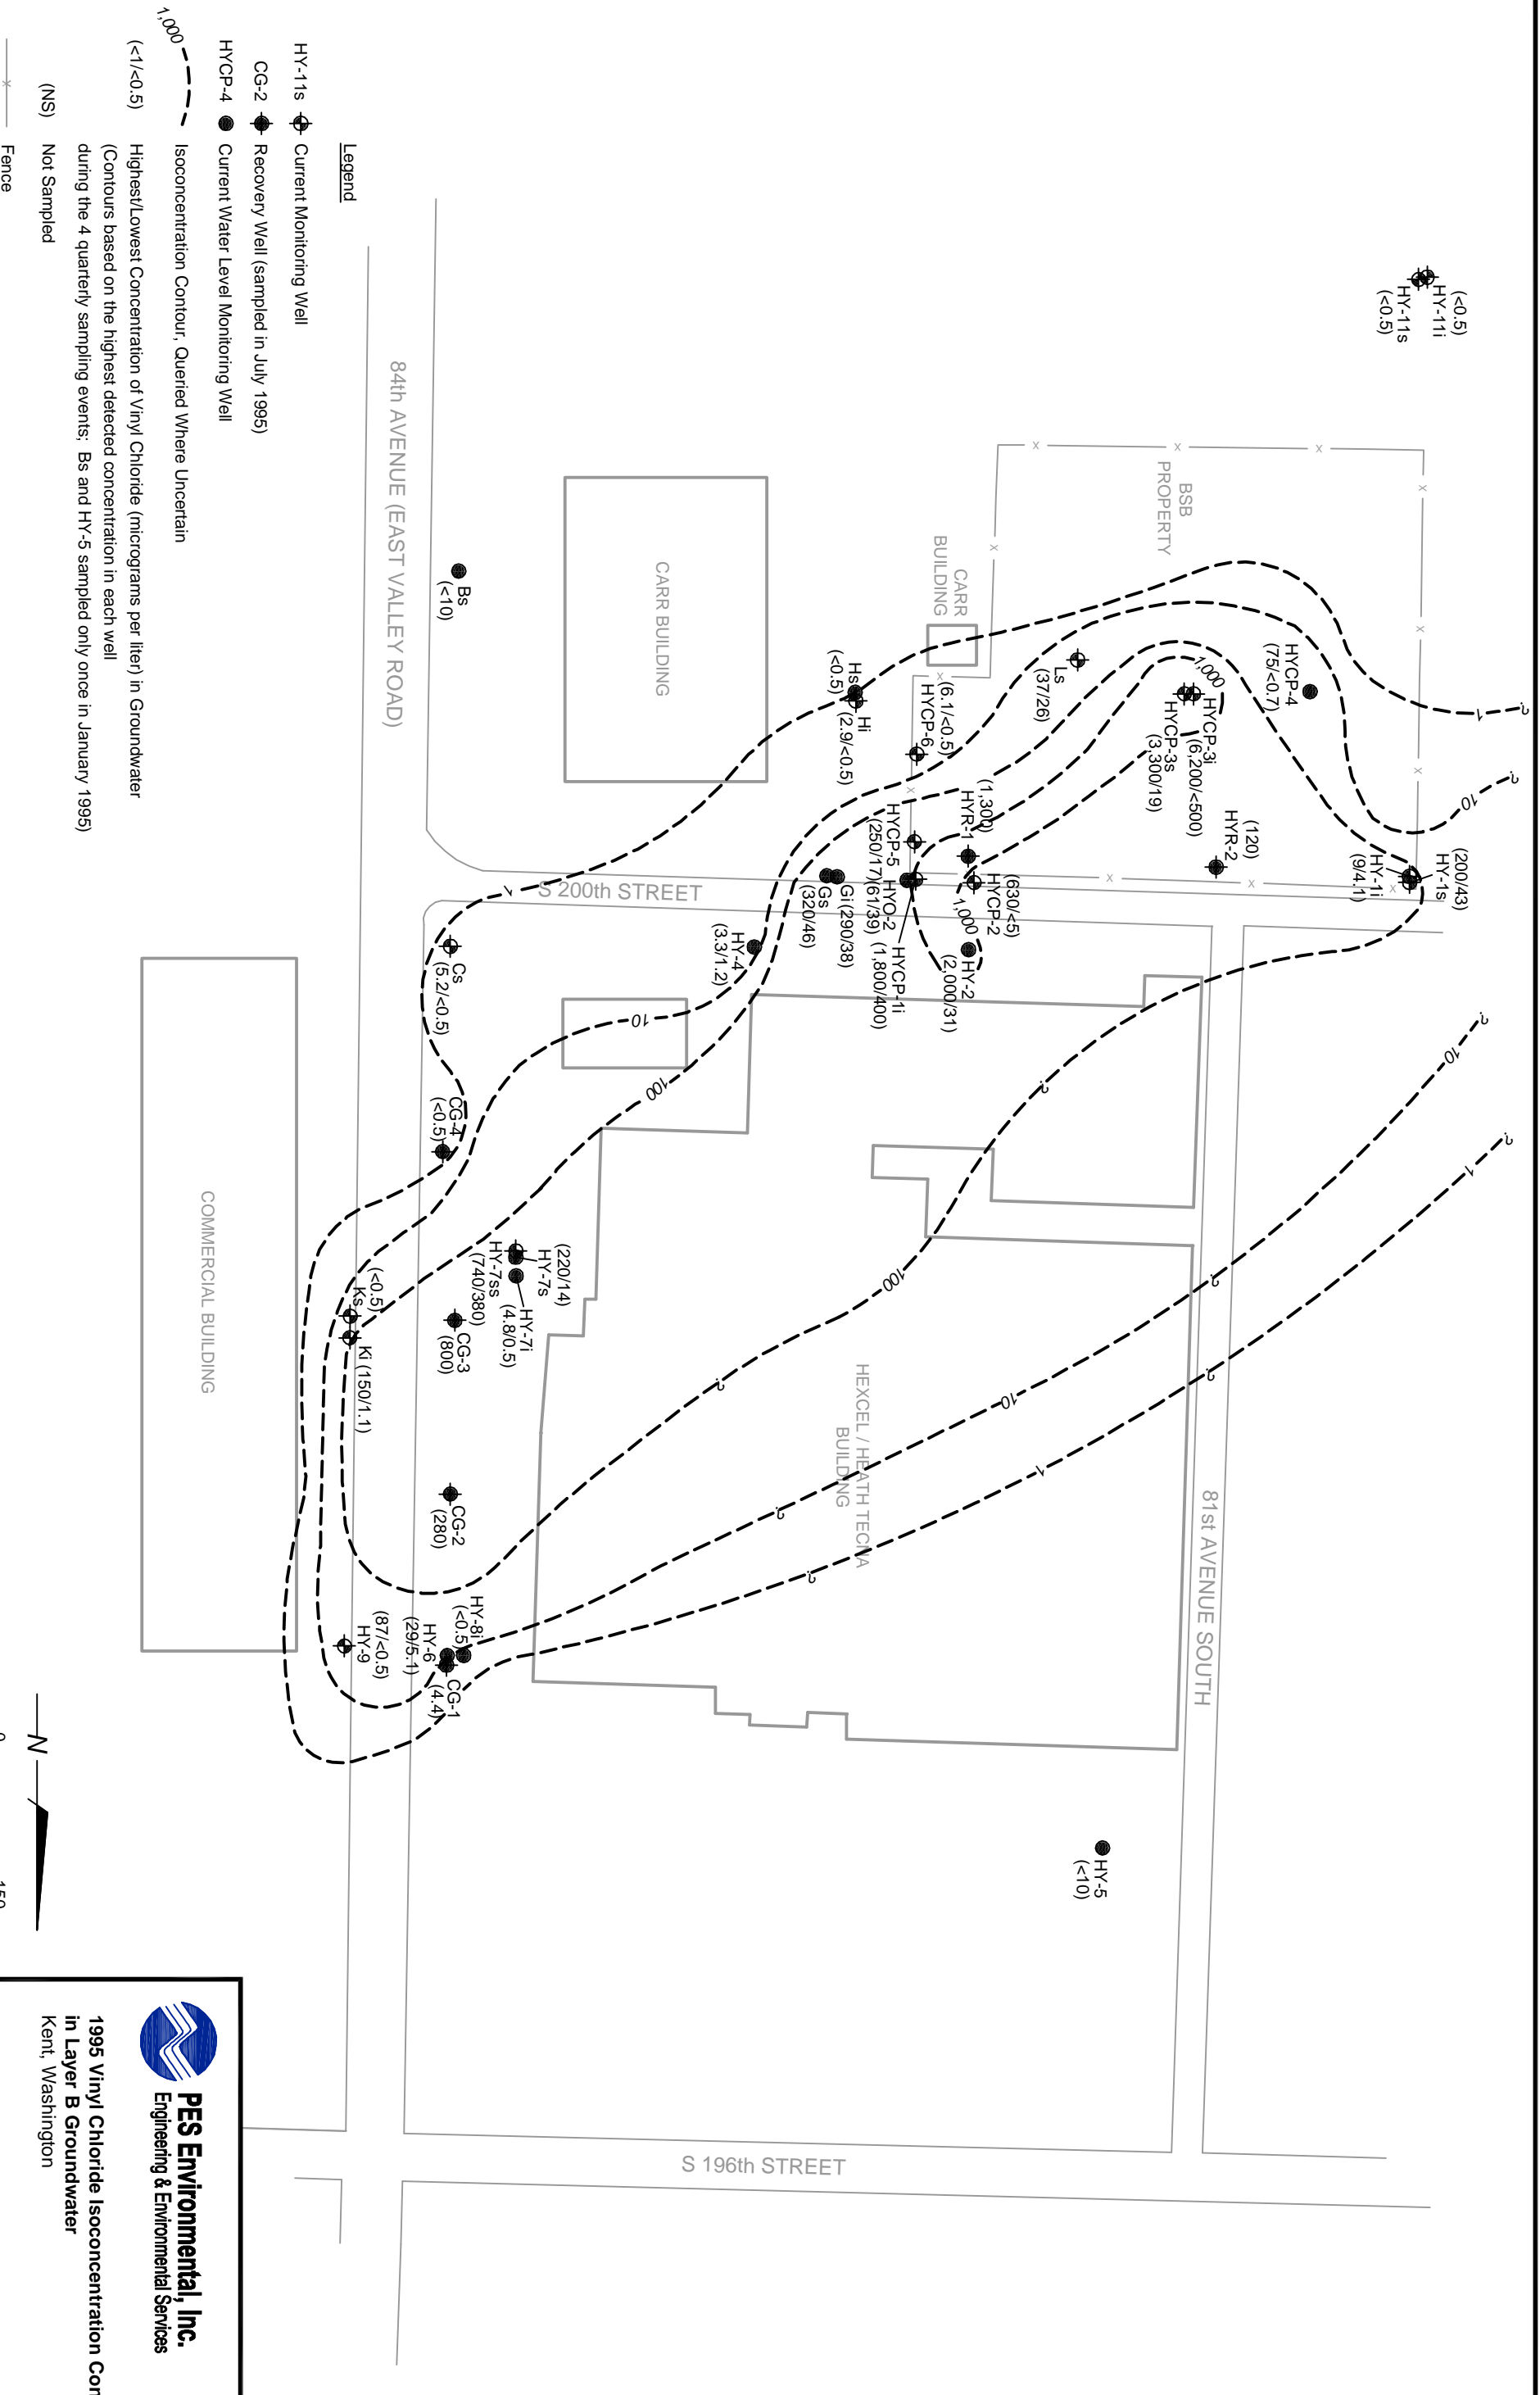 Legend
HY-11s
Current Monitoring Well
CG-2
Recovery Well (sampled in July 1995)
HYCP-4
Current Water Level Monitoring Well
1,000
Isoconcentration Contour, Queried Where Uncertain
(<1/<0.5)
Highest/Lowest Concentration of Vinyl Chloride (micrograms per liter) in Groundwater
(Contours based on the highest detected concentration in each well
during the 4 quarterly sampling events; Bs and HY-5 sampled only once in January 1995)
(NS)
Not Sampled
x
Fence
(<0.5)
HY-11i
HY-11s
(<0.5)
BSB
PROPERTY
CARR
BUILDING
CARR BUILDING
84th AVENUE (EAST VALLEY ROAD)
Bs
(<10)
Hs
(<0.5)
Hi
(2.9/<0.5)
(6.1/<0.5)
HYCP-6
Ls
(37/26)
HYCP-4
(75/<0.7)
1,000
HYCP-3i
(6,200/<500)
HYCP-3s
(3,300/19)
(120)
HYR-2
(1,300)
HYR-1
(200/43)
HY-1s
HY-1i
(9/4.1)
HYCP-5
(250/17)
HYO-2
(61/39)
(630/<5)
HYCP-2
1,000
HY-2
(2,000/31)
HYCP-1i
(1,800/400)
Gi (290/38)
Gs
(320/46)
HY-4
(3.3/1.2)
S 200th STREET
Cs
(5.2/<0.5)
CG-4
(<0.5)
COMMERCIAL BUILDING
(<0.5)
Ks
Ki (150/1.1)
(220/14)
HY-7s
HY-7ss
(740/380)
HY-7i
(4.8/0.5)
CG-3
(800)
CG-2
(280)
HEXCEL / HEATH TECNA
BUILDING
81st AVENUE SOUTH
HY-8i
(<0.5)
HY-6
(29/5.1)
CG-1
(4.4)
(87/<0.5)
HY-9
HY-5
(<10)
S 196th STREET
1
10
100
10
1
1
10
100
10
1
?
?
?
?
?
?
?
?
?
?
N
0
150
PES Environmental, Inc.
Engineering & Environmental Services
1995 Vinyl Chloride Isoconcentration Con
in Layer B Groundwater
Kent, Washington